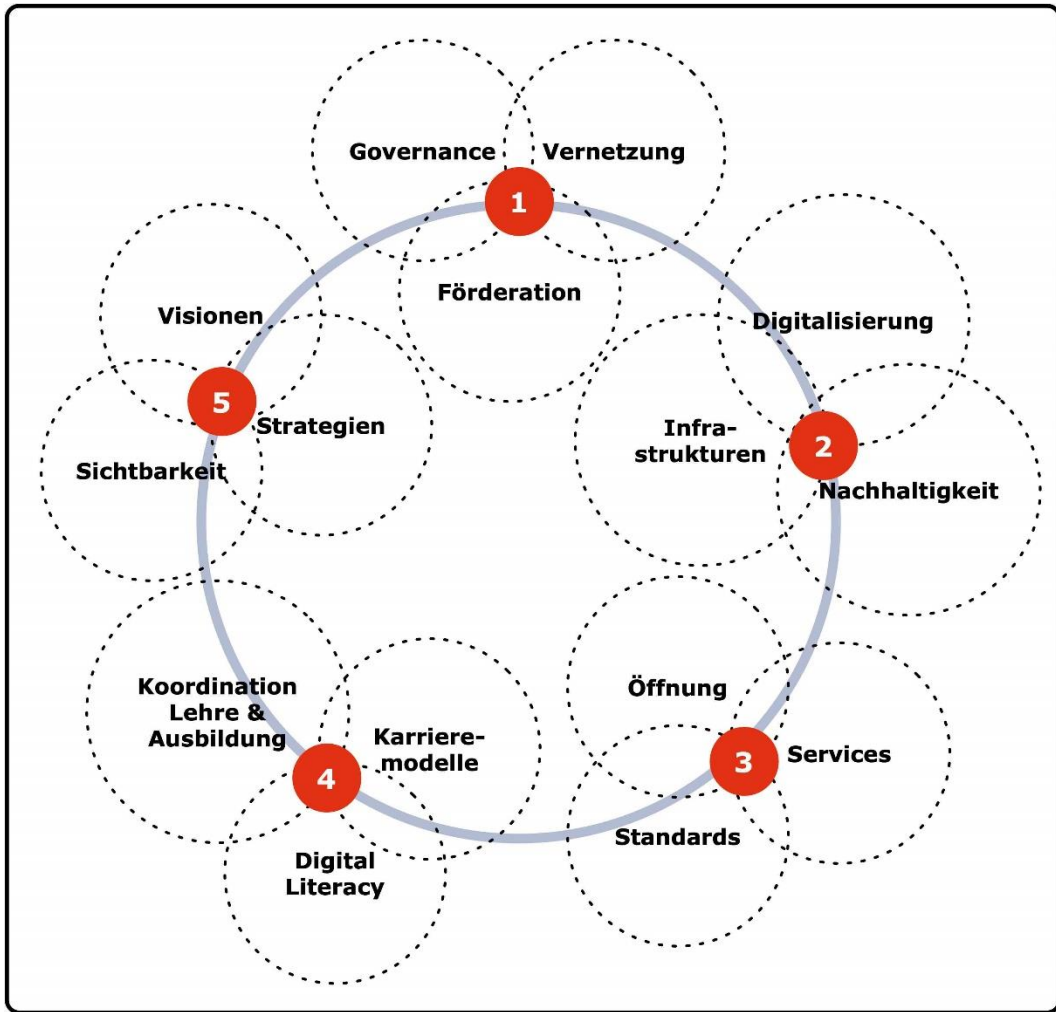 Governance
Vernetzung
1
Förderation
Digitalisierung
Infra-
strukturen
2
Nachhaltigkeit
Öffnung
3
Services
Standards
Koordination
Lehre &
Ausbildung
Karriere-
modelle
4
Digital
Literacy
Visionen
5
Strategien
Sichtbarkeit